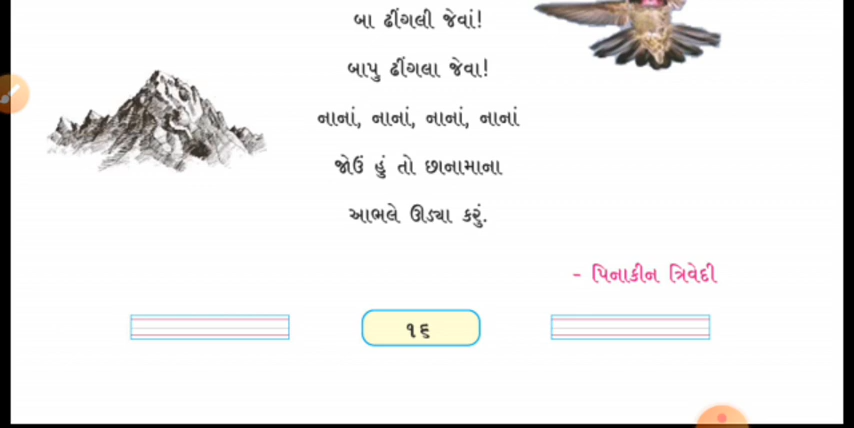 બા ઢીંગલી જેવાં!
બાપુ ઢીંગલા જેવા!
નાનાં, નાનાં, નાનાં, નાનાં
જોઉં હું તો છાનામાના
આભલે ઊડ્યા કરું.
- પિનાકીન ત્રિવેદી
૧૬